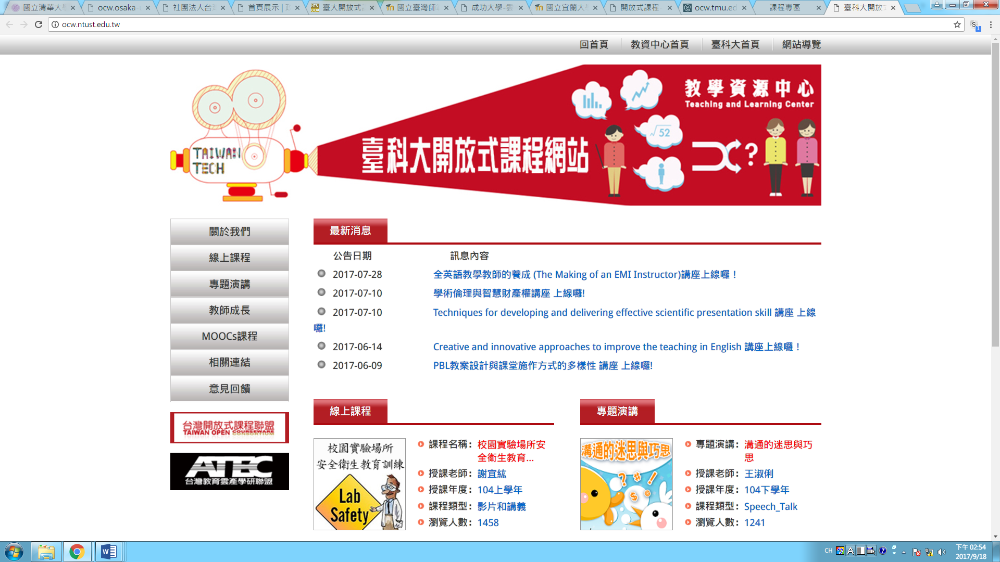 國立清華大
ocw.osaka-
社團法人台
首頁展示 | 政
NTU OCW
臺大開放式
國立臺灣師
成功大學-
國立宜蘭大
開放式課程-
ocw.tmu.ed
課程專區
臺科大開放
ocw.ntust.edu.tw
S 1
回首頁
教資中心首頁
臺科大首頁
網站導覽
TAIWAN
TECH
臺科大開放式課程網站
√52
?
教學資源中心
Teaching and Learning Center
關於我們
線上課程
專題演講
教師成長
MOOCs課程
相關連結
意見回饋
台灣開放式課程聯盟
TAIWAN OPEN COURSEWARE CONSORTIUM
ATEC
台灣教育雲產學研聯盟
最新消息
公告日期 訊息內容
2017-07-28 全英語教學教師的養成 (The Making of an EMI Instructor)講座上線囉！
2017-07-10 學術倫理與智慧財產權講座 上線囉!
2017-07-10 Techniques for developing and delivering effective scientific presentation skill 講座 上線
囉!
2017-06-14 Creative and innovative approaches to improve the teaching in English 講座上線囉！
2017-06-09 PBL教案設計與課堂施作方式的多樣性 講座 上線囉!
線上課程
校園實驗場所
安全衛生教育訓練
Lab
Safety
課程名稱： 校園實驗場所安
全衛生教育...
授課老師： 謝宜紘
授課年度： 104上學年
課程類型： 影片和講義
瀏覽人數： 1458
專題演講
溝通的迷思與巧思
? # !
$ @
專題演講： 溝通的迷思與巧
思
授課老師： 王淑俐
授課年度： 104下學年
課程類型： Speech_Talk
瀏覽人數： 1241
CH
A
?
下午 02:54
2017/9/18